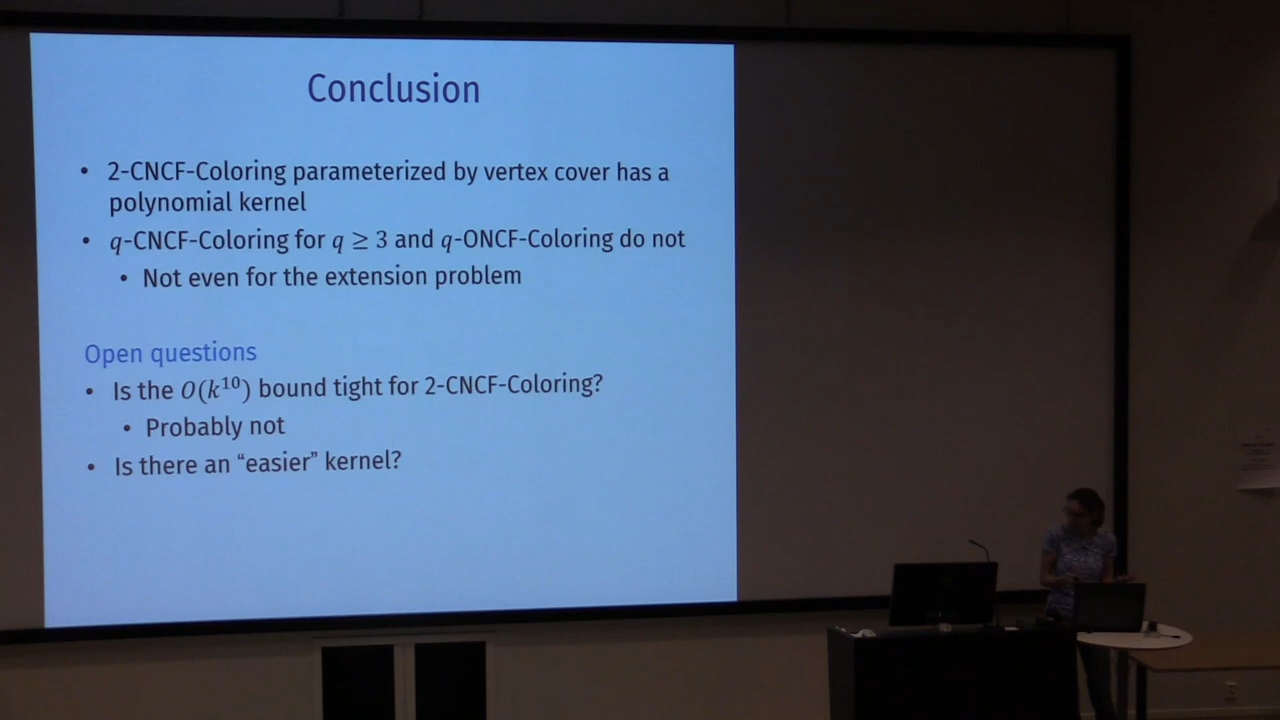 Conclusion
• 2-CNCF-Coloring parameterized by vertex cover has a
polynomial kernel
• q-CNCF-Coloring for q ≥ 3 and q-ONCF-Coloring do not
• Not even for the extension problem
Open questions
• Is the O(k¹⁰) bound tight for 2-CNCF-Coloring?
• Probably not
• Is there an “easier” kernel?